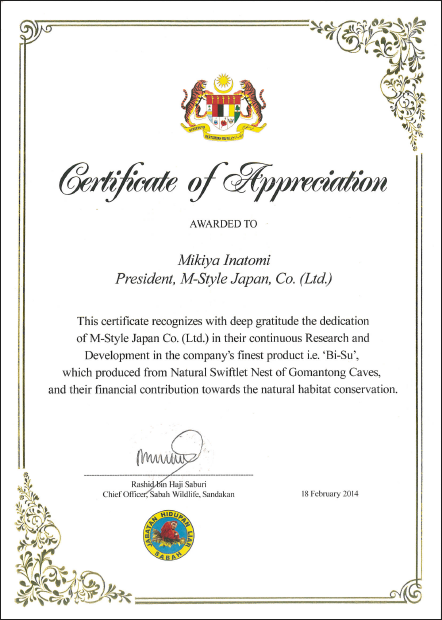 Certificate of Appreciation
AWARDED TO
Mikiya Inatomi
President, M-Style Japan, Co. (Ltd.)
This certificate recognizes with deep gratitude the dedication
of M-Style Japan Co. (Ltd.) in their continuous Research and
Development in the company's finest product i.e. 'Bi-Su',
which produced from Natural Swiftlet Nest of Gomantong Caves,
and their financial contribution towards the natural habitat conservation.
Rashid bin Haji Saburi
Chief Officer, Sabah Wildlife, Sandakan
18 February 2014
JABATAN HIDUPAN LIAR
SABAH